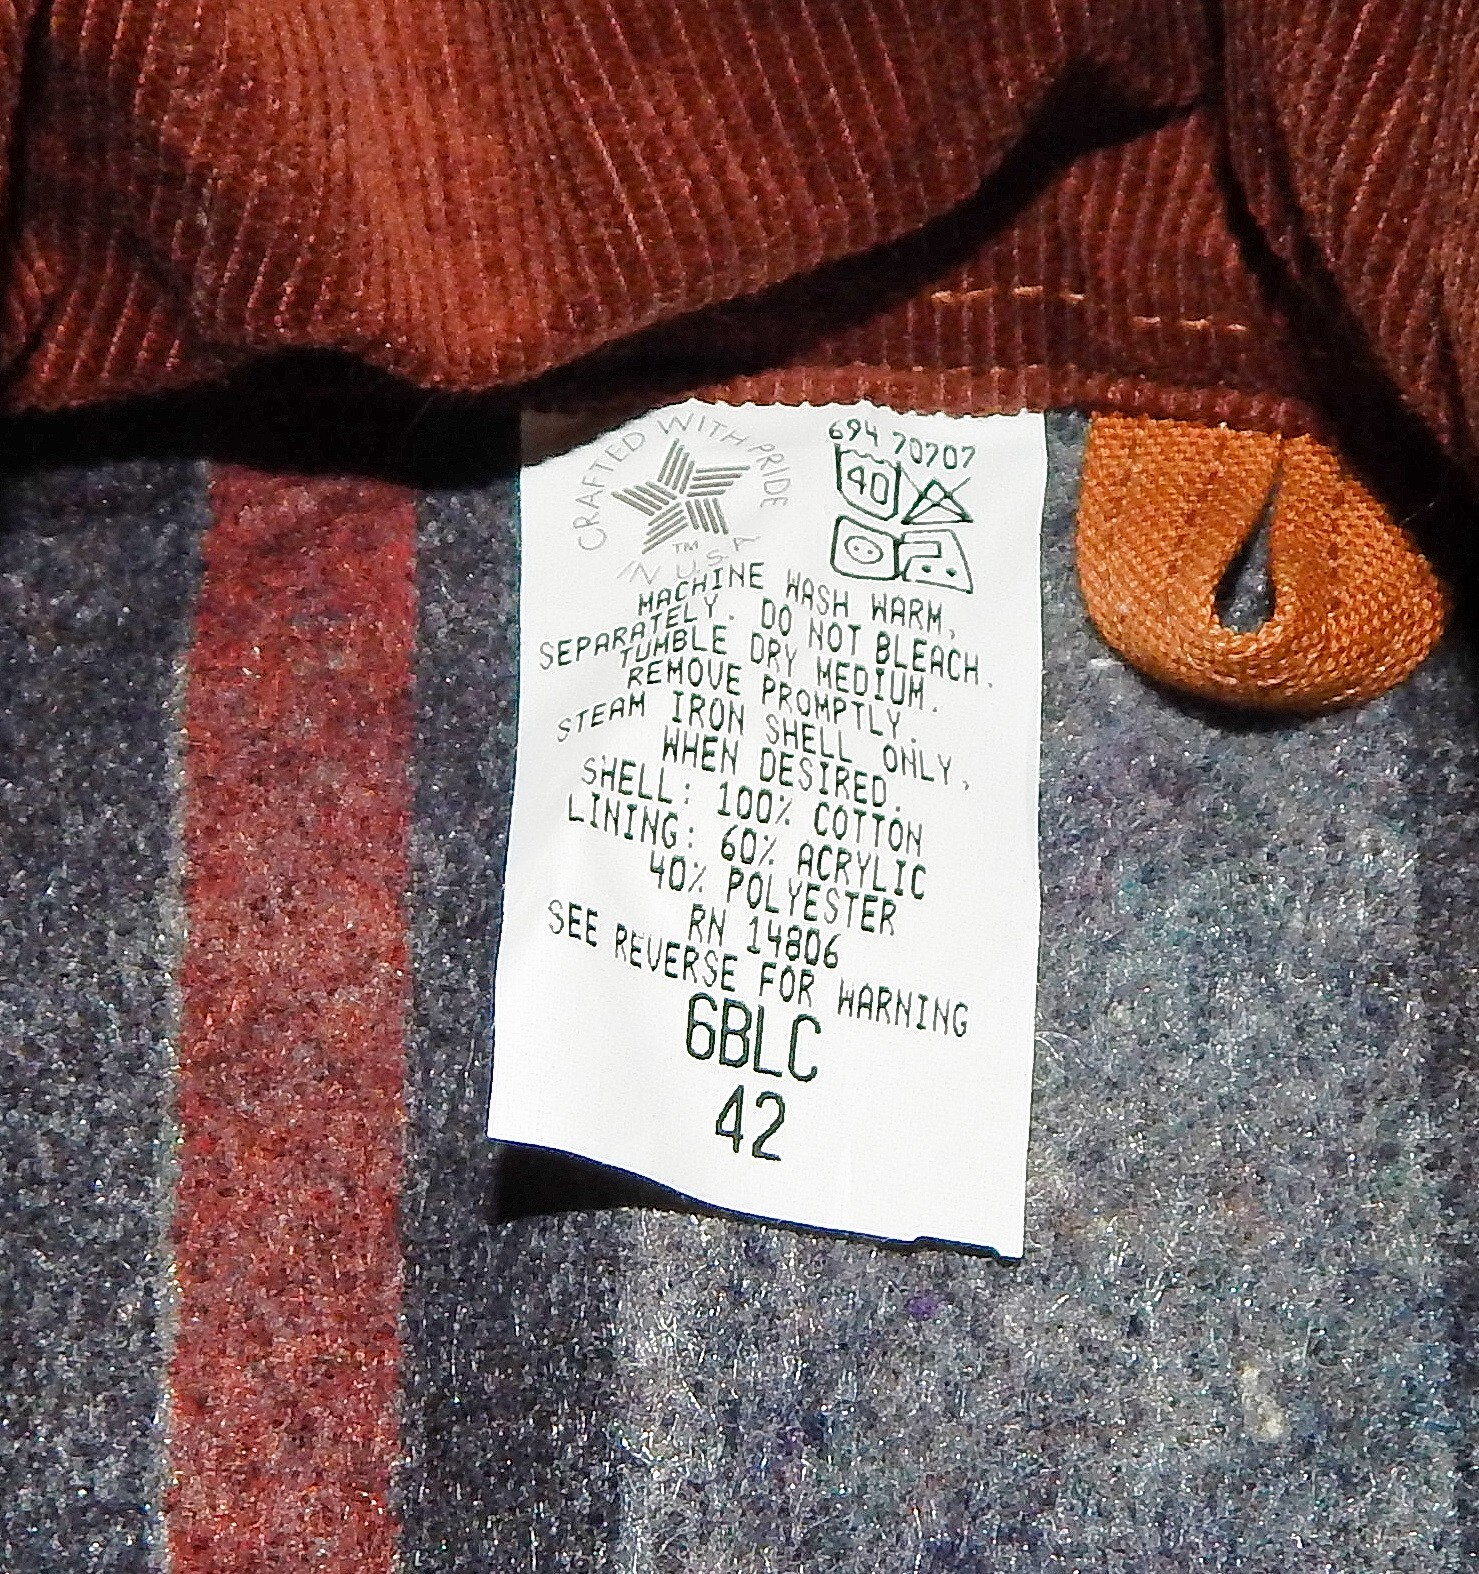 CRAFTED WITH PRIDE
TM
IN U.S.A
694 70707
40
MACHINE WASH WARM,
SEPARATELY. DO NOT BLEACH.
TUMBLE DRY MEDIUM.
REMOVE PROMPTLY.
STEAM IRON SHELL ONLY,
WHEN DESIRED.
SHELL: 100% COTTON
LINING: 60% ACRYLIC
40% POLYESTER
RN 14806
SEE REVERSE FOR WARNING
6BLC
42